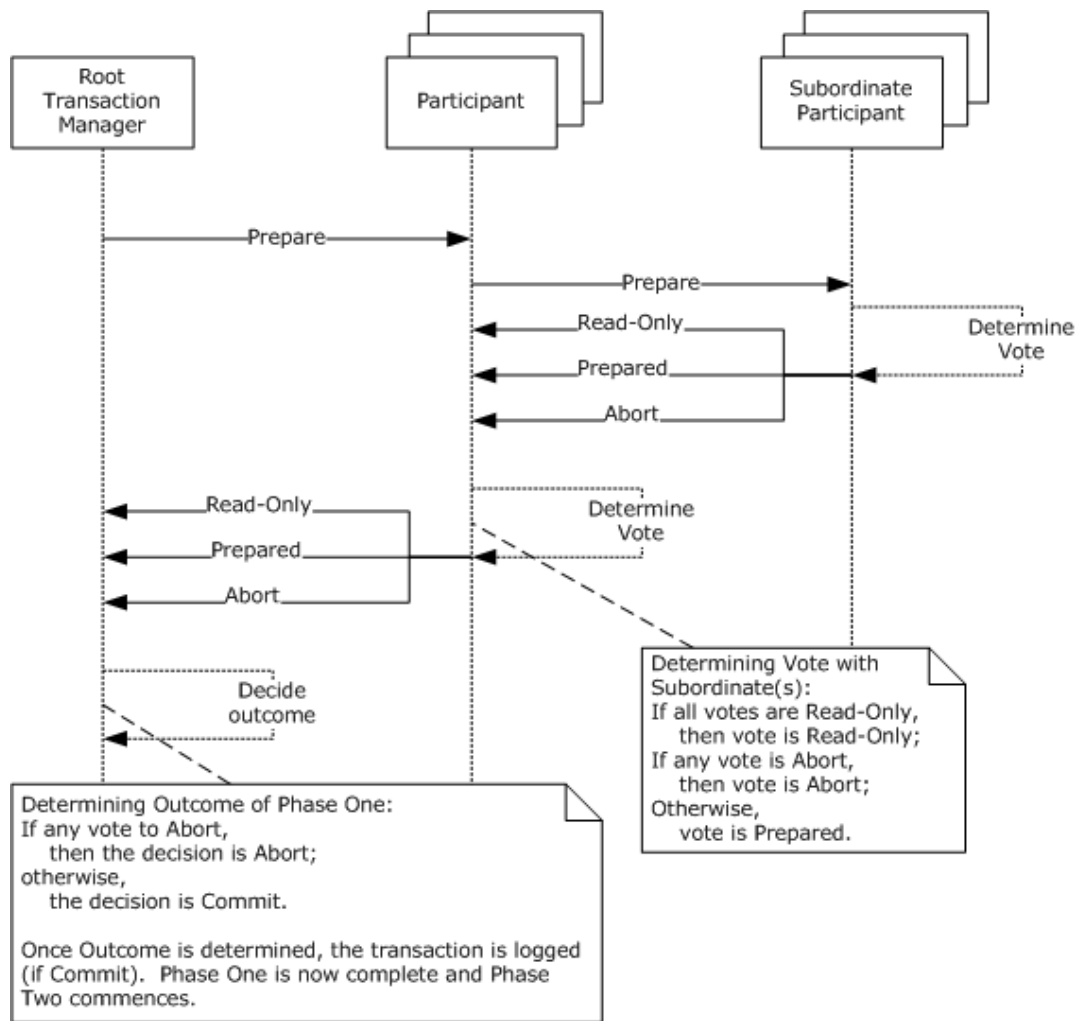 Root
Transaction
Manager
Participant
Subordinate
Participant
Prepare
Prepare
Read-Only
Determine
Vote
Prepared
Abort
Read-Only
Determine
Vote
Prepared
Abort
Decide
outcome
Determining Vote with
Subordinate(s):
If all votes are Read-Only,
then vote is Read-Only;
If any vote is Abort,
then vote is Abort;
Otherwise,
vote is Prepared.
Determining Outcome of Phase One:
If any vote to Abort,
then the decision is Abort;
otherwise,
the decision is Commit.
Once Outcome is determined, the transaction is logged
(if Commit).  Phase One is now complete and Phase
Two commences.